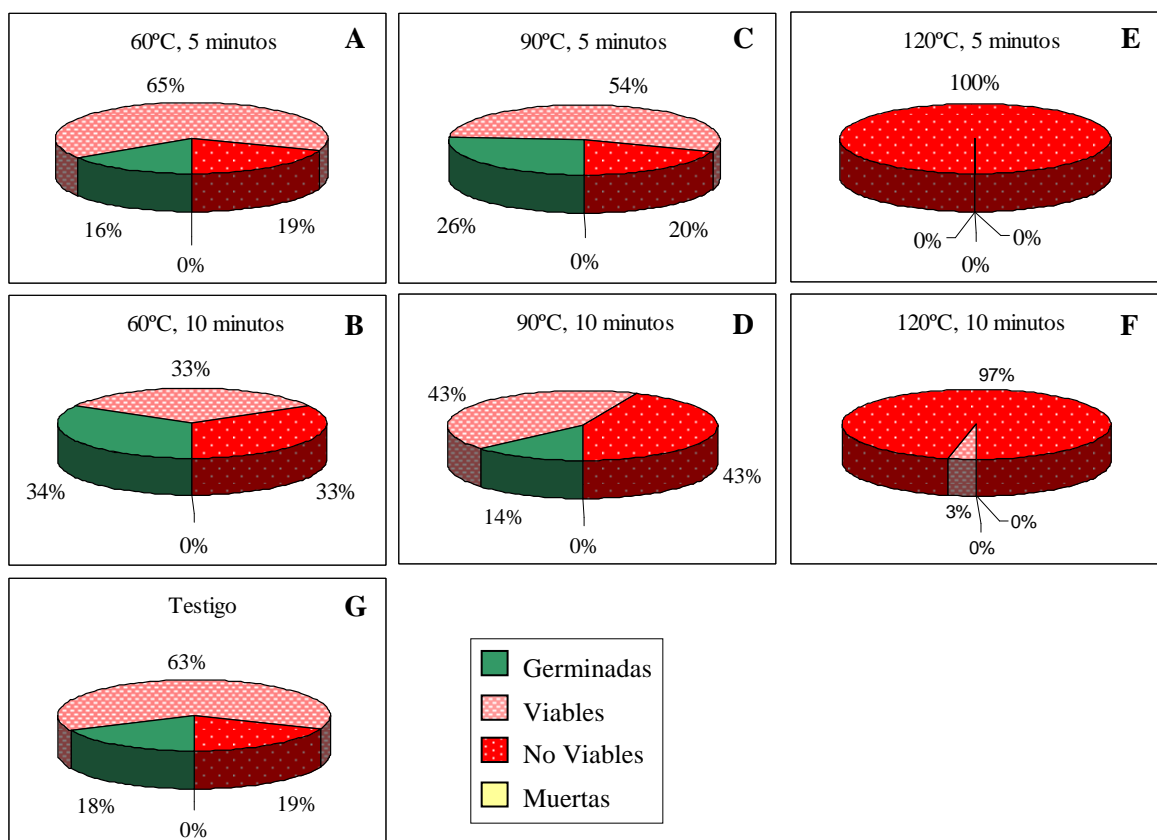 60ºC, 5 minutos
A
65%
16%
19%
0%
90ºC, 5 minutos
C
54%
26%
20%
0%
120ºC, 5 minutos
E
100%
0%
0%
0%
60ºC, 10 minutos
B
33%
34%
33%
0%
90ºC, 10 minutos
D
43%
43%
14%
0%
120ºC, 10 minutos
F
97%
3%
0%
0%
Testigo
G
63%
18%
19%
0%
Germinadas
Viables
No Viables
Muertas